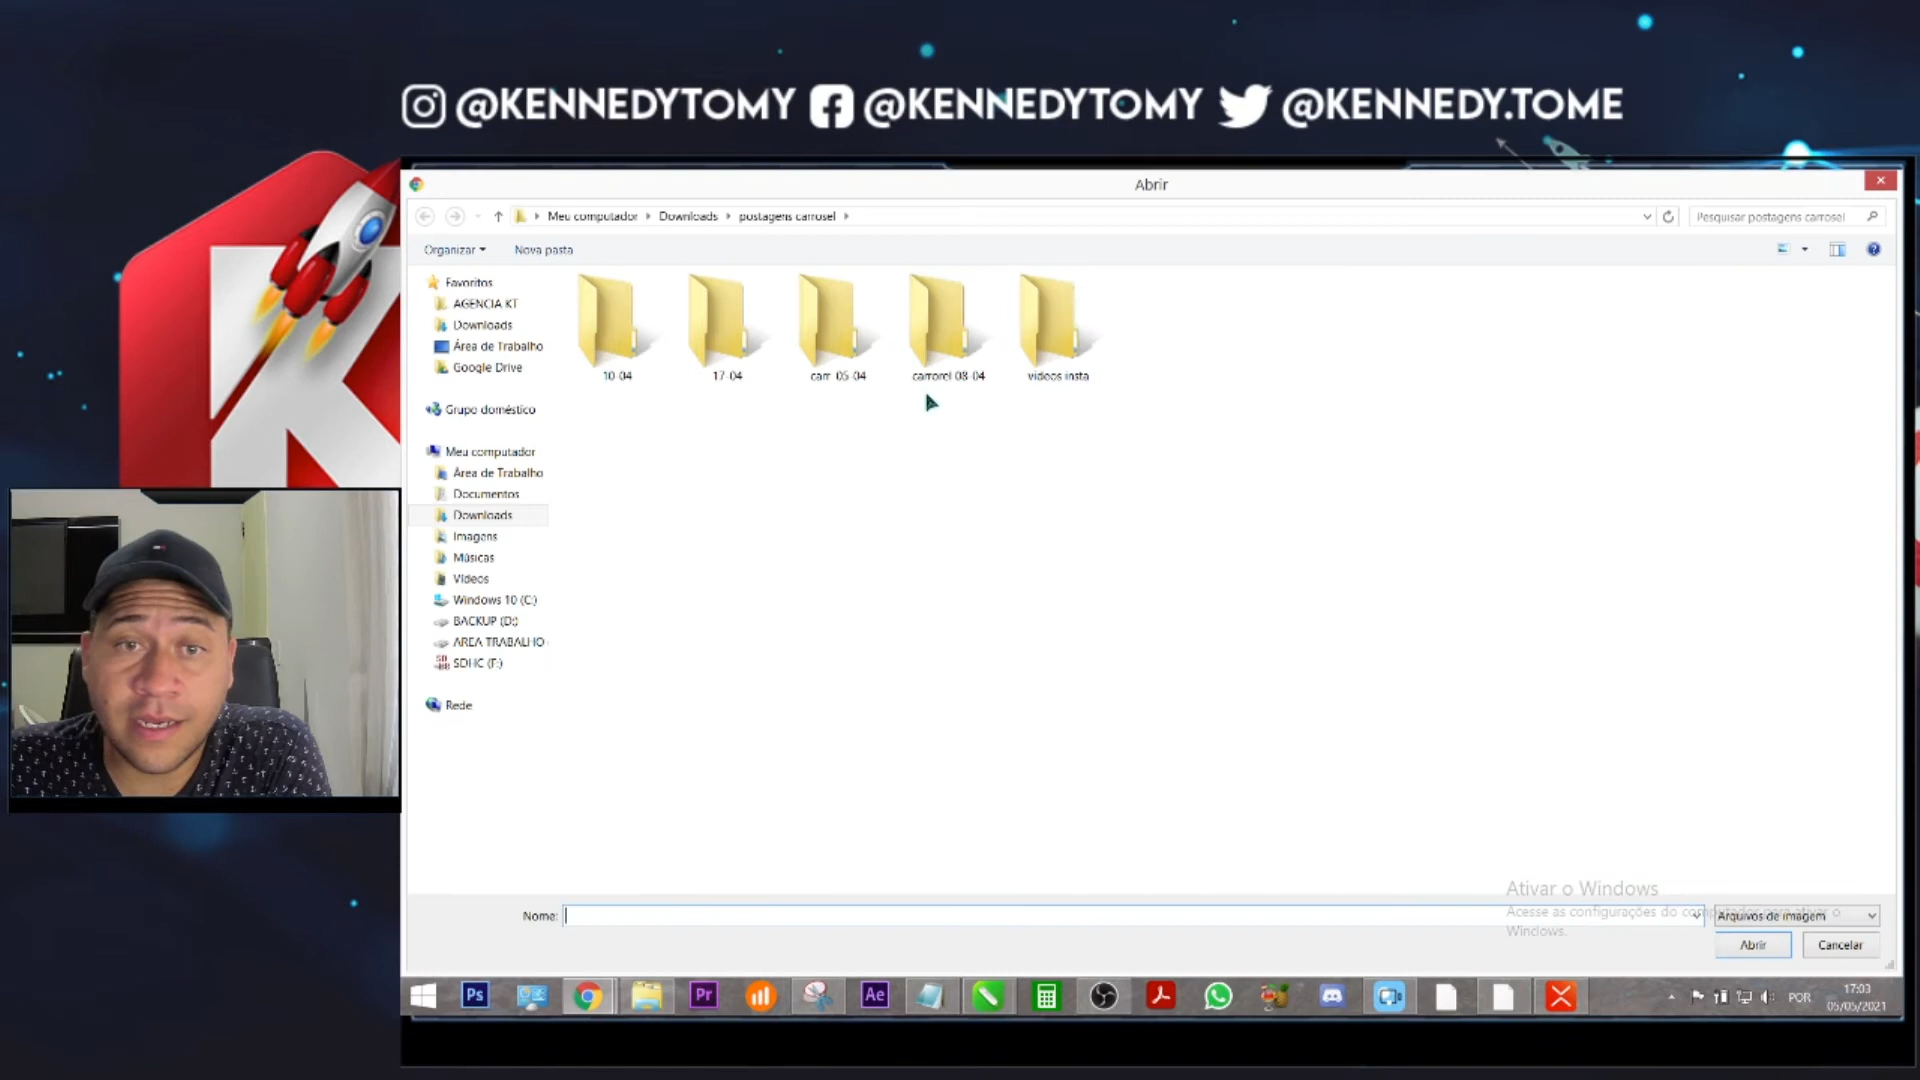 @KENNEDYTOMY @KENNEDYTOMY @KENNEDY.TOME
Abrir
Meu computador Downloads postagens carrosel
Pesquisar postagens carrosel
Organizar
Nova pasta
Favoritos
AGENCIA KT
Downloads
Área de Trabalho
Google Drive
Grupo doméstico
Meu computador
Área de Trabalho
Documentos
Downloads
Imagens
Músicas
Vídeos
Windows 10 (C:)
BACKUP (D:)
AREA TRABALHO
SDHC (F:)
Rede
10-04
17-04
carr 05-04
carrorel 08-04
videos insta
Ativar o Windows
Acesse as configurações do computador para ativar o
Windows.
Nome:
Arquivos de imagem
Abrir
Cancelar
K
Ps
Pr
Ae
POR
17:03
05/05/2021